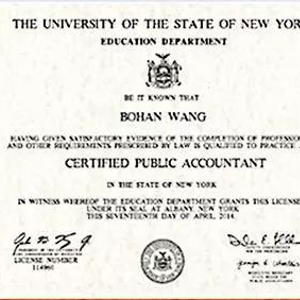 THE UNIVERSITY OF THE STATE OF NEW YOR
EDUCATION DEPARTMENT
BE IT KNOWN THAT
BOHAN WANG
HAVING GIVEN SATISFACTORY EVIDENCE OF THE COMPLETION OF PROFESSIO
AND OTHER REQUIREMENTS PRESCRIBED BY LAW IS QUALIFIED TO PRACTICE
CERTIFIED PUBLIC ACCOUNTANT
IN THE STATE OF NEW YORK
IN WITNESS WHEREOF THE EDUCATION DEPARTMENT GRANTS THIS LICENSE
UNDER ITS SEAL AT ALBANY, NEW YORK
THIS SEVENTEENTH DAY OF APRIL, 2014.
LICENSE NUMBER